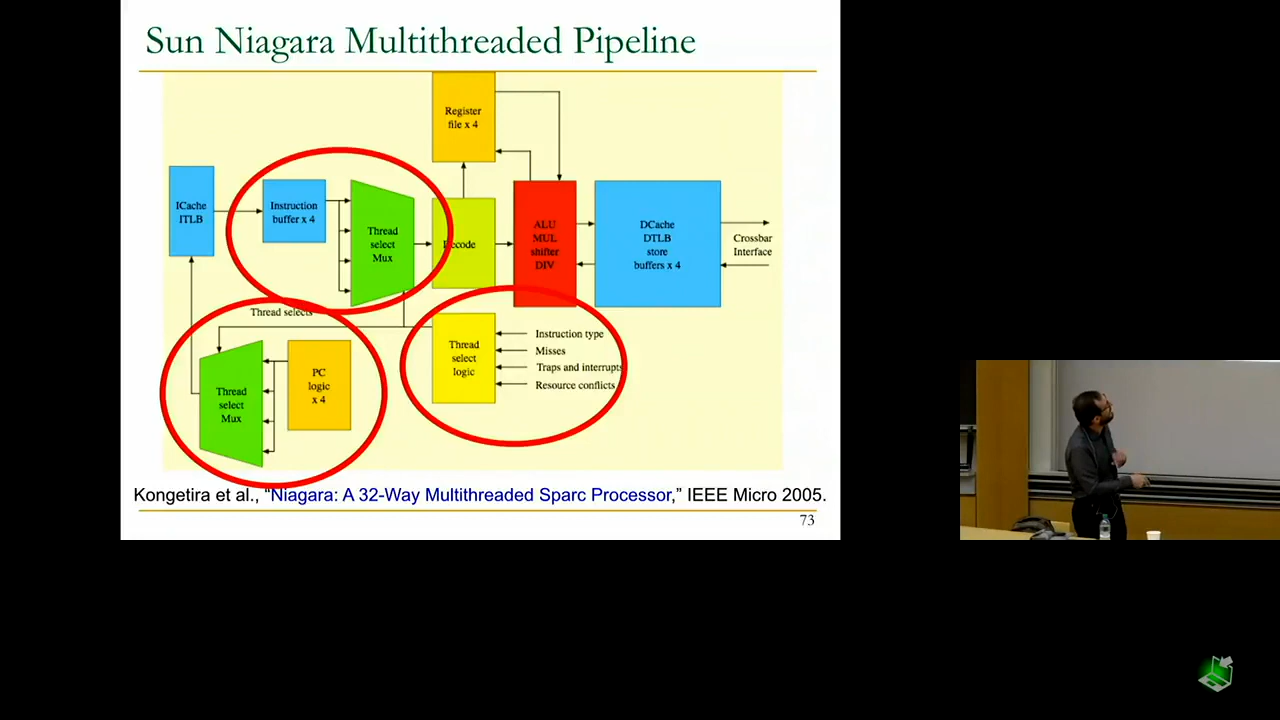 Sun Niagara Multithreaded Pipeline
Register
file x 4
ICache
ITLB
Instruction
buffer x 4
Thread
select
Mux
Decode
ALU
MUL
shifter
DIV
DCache
DTLB
store
buffers x 4
Crossbar
Interface
Thread selects
Thread
select
Mux
PC
logic
x 4
Thread
select
logic
Instruction type
Misses
Traps and interrupts
Resource conflicts
Kongetira et al., “Niagara: A 32-Way Multithreaded Sparc Processor,” IEEE Micro 2005.
73